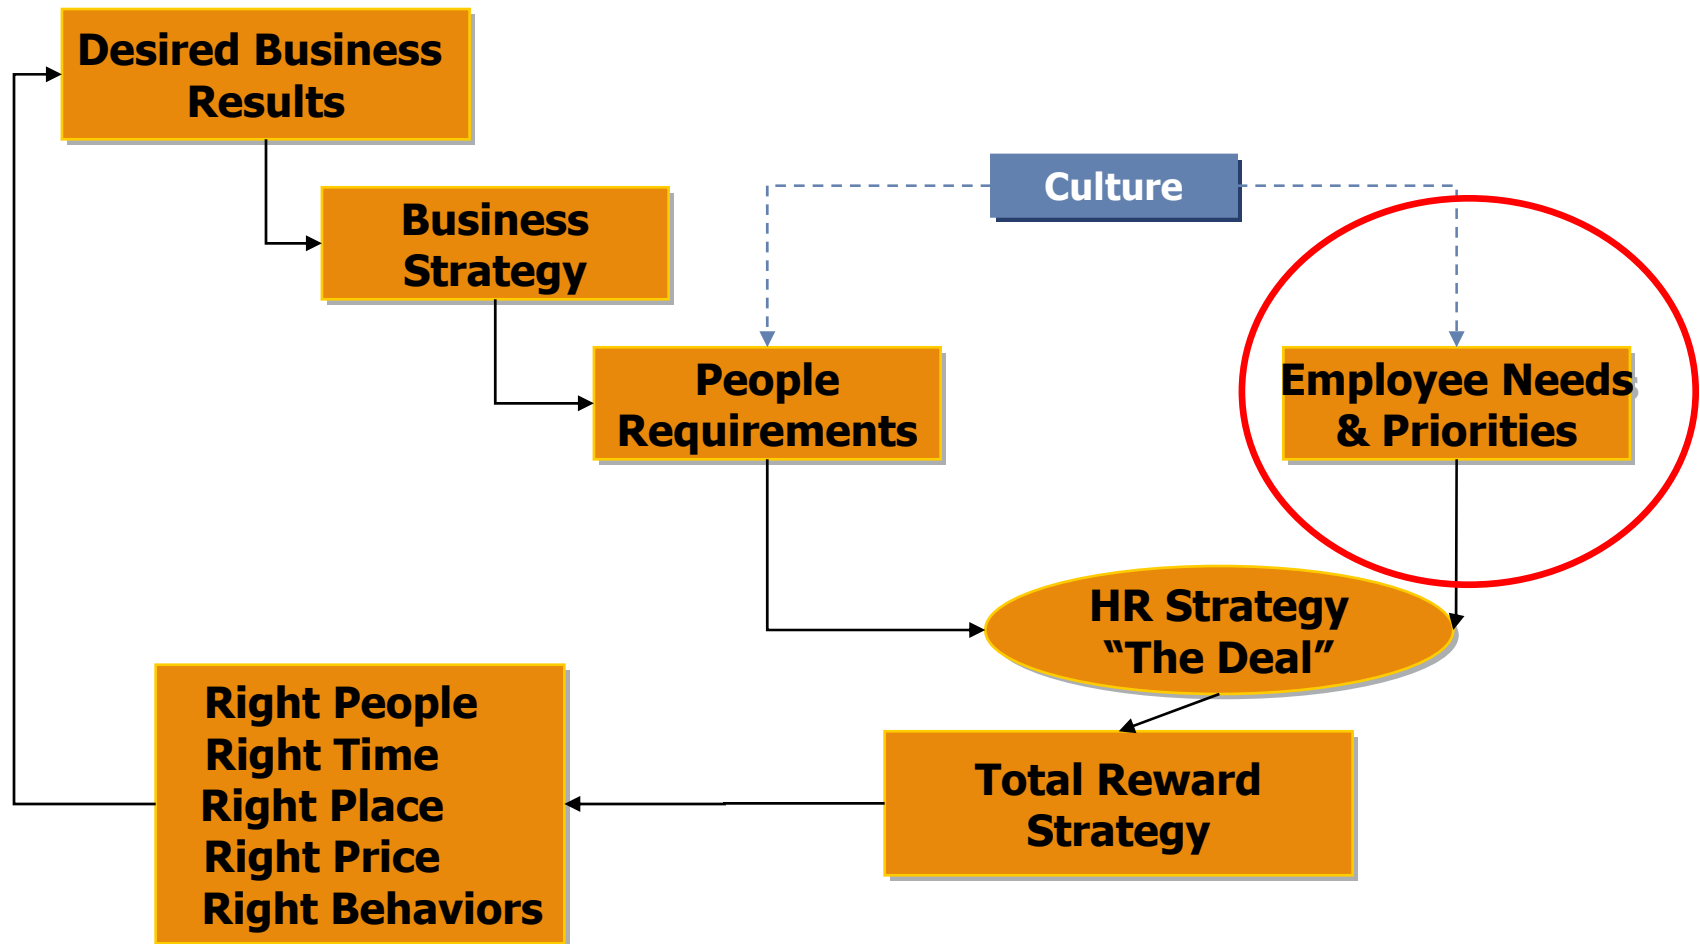 Desired Business
Results
Business
Strategy
Culture
People
Requirements
Employee Needs
& Priorities
HR Strategy
“The Deal”
Total Reward
Strategy
Right People
Right Time
Right Place
Right Price
Right Behaviors